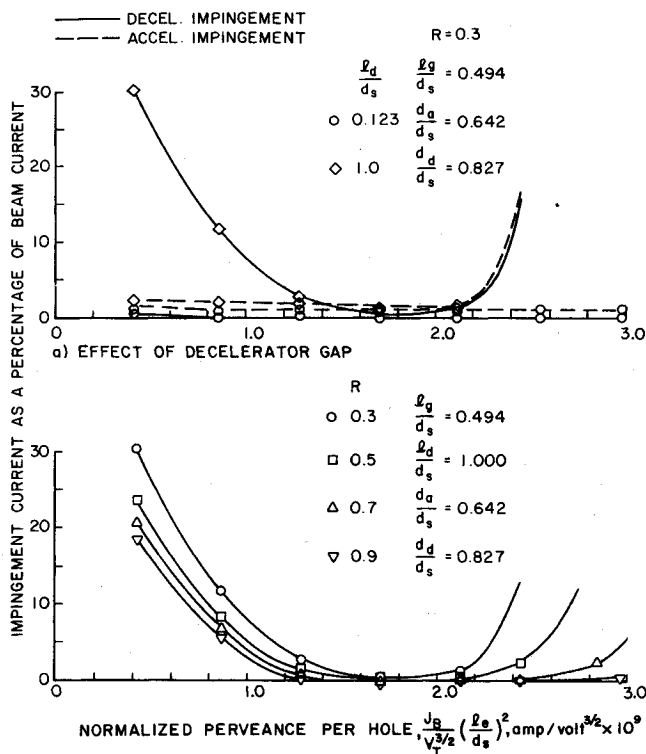 DECEL. IMPINGEMENT
ACCEL. IMPINGEMENT
R=0.3
ℓd/ds ℓg/ds = 0.494
○ 0.123 da/ds = 0.642
◇ 1.0 dd/ds = 0.827
30
20
10
0
0 1.0 2.0 3.0
a) EFFECT OF DECELERATOR GAP
IMPINGEMENT CURRENT AS A PERCENTAGE OF BEAM CURRENT
R
○ 0.3 ℓg/ds = 0.494
□ 0.5 ℓd/ds = 1.000
△ 0.7 da/ds = 0.642
▽ 0.9 dd/ds = 0.827
30
20
10
0
0 1.0 2.0 3.0
NORMALIZED PERVEANCE PER HOLE, JB/VT^3/2 (ℓe/ds)^2, amp/volt^3/2 × 10^9